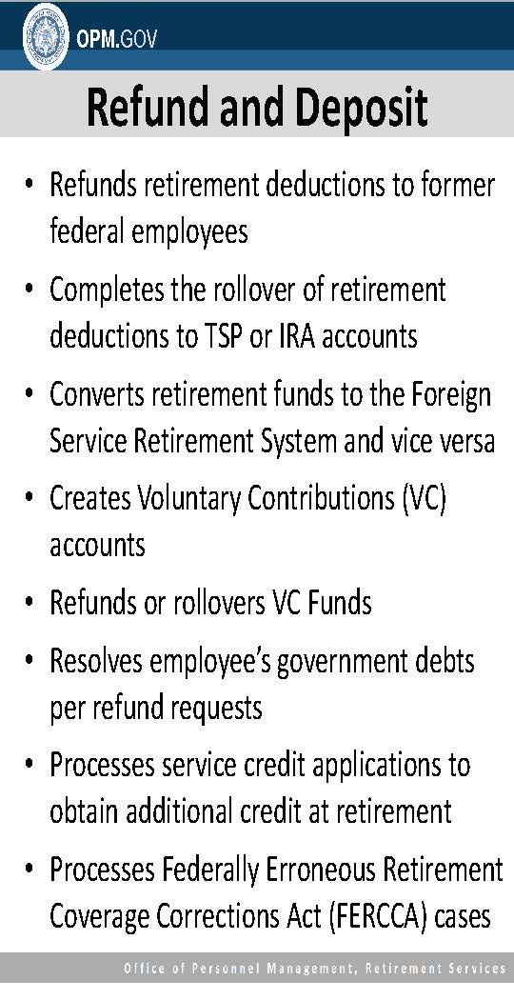 OPM.GOV
Refund and Deposit
• Refunds retirement deductions to former
federal employees
• Completes the rollover of retirement
deductions to TSP or IRA accounts
• Converts retirement funds to the Foreign
Service Retirement System and vice versa
• Creates Voluntary Contributions (VC)
accounts
• Refunds or rollovers VC Funds
• Resolves employee’s government debts
per refund requests
• Processes service credit applications to
obtain additional credit at retirement
• Processes Federally Erroneous Retirement
Coverage Corrections Act (FERCCA) cases
Office of Personnel Management, Retirement Services